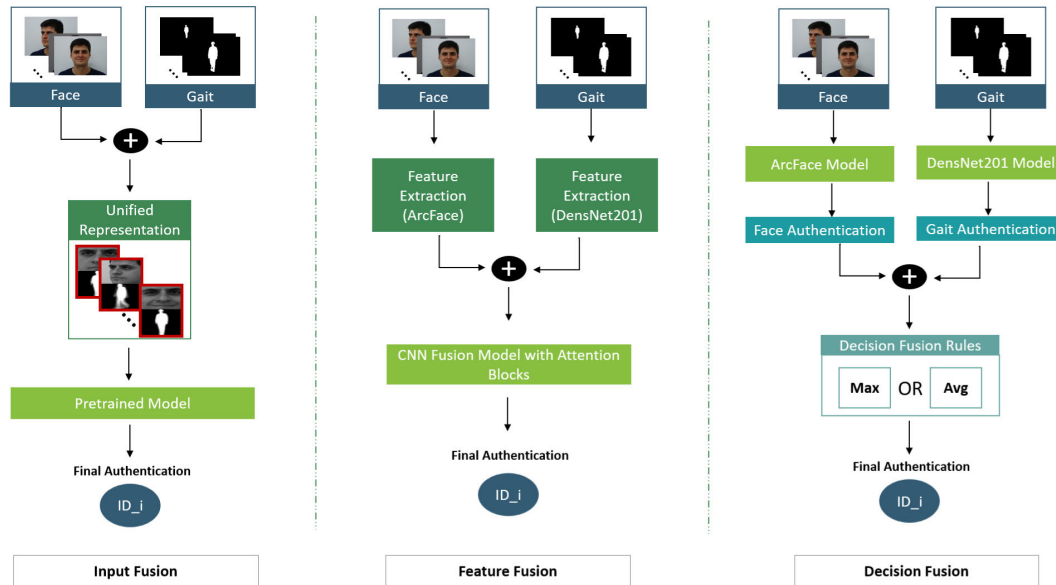 Face
Gait
+
Unified
Representation
Pretrained Model
Final Authentication
ID_i
Input Fusion
Face
Gait
Feature
Extraction
(ArcFace)
Feature
Extraction
(DensNet201)
+
CNN Fusion Model with Attention
Blocks
Final Authentication
ID_i
Feature Fusion
Face
Gait
ArcFace Model
DensNet201 Model
Face Authentication
Gait Authentication
+
Decision Fusion Rules
Max OR Avg
Final Authentication
ID_i
Decision Fusion